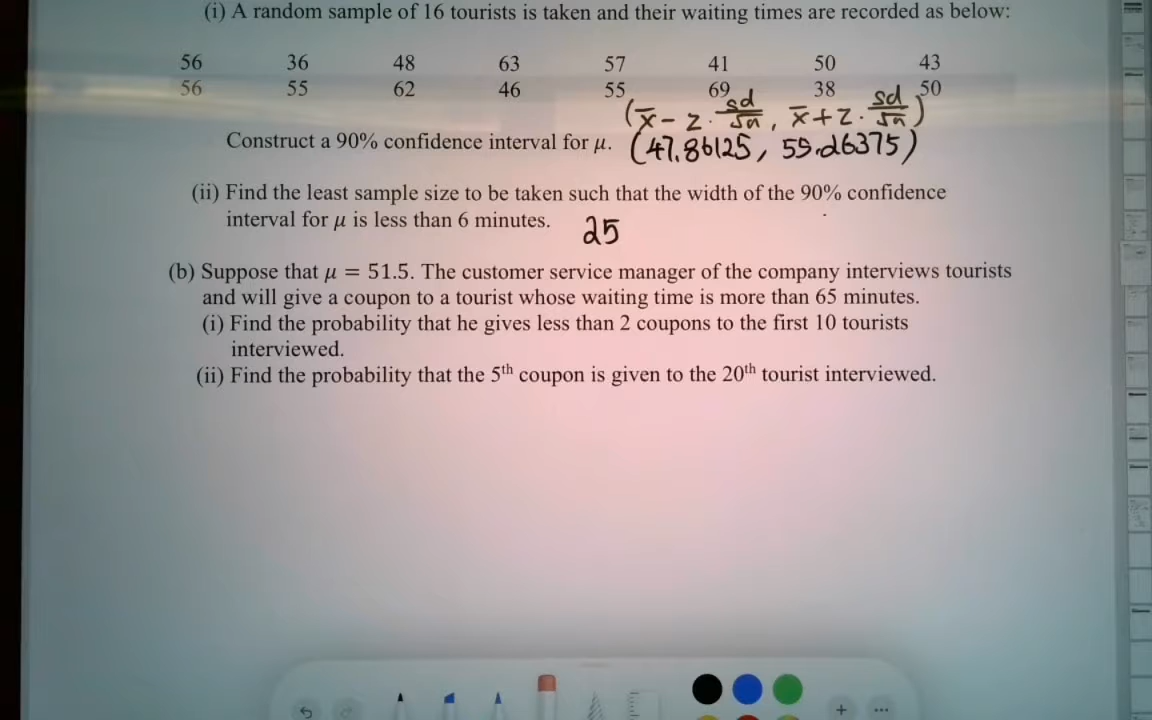 (i) A random sample of 16 tourists is taken and their waiting times are recorded as below:
56 36 48 63 57 41 50 43
56 55 62 46 55 69 38 50
(x̄ - z · sd/√n, x̄ + z · sd/√n)
Construct a 90% confidence interval for μ. (47.86125, 55.26375)
(ii) Find the least sample size to be taken such that the width of the 90% confidence
interval for μ is less than 6 minutes. 25
(b) Suppose that μ = 51.5. The customer service manager of the company interviews tourists
and will give a coupon to a tourist whose waiting time is more than 65 minutes.
(i) Find the probability that he gives less than 2 coupons to the first 10 tourists
interviewed.
(ii) Find the probability that the 5th coupon is given to the 20th tourist interviewed.